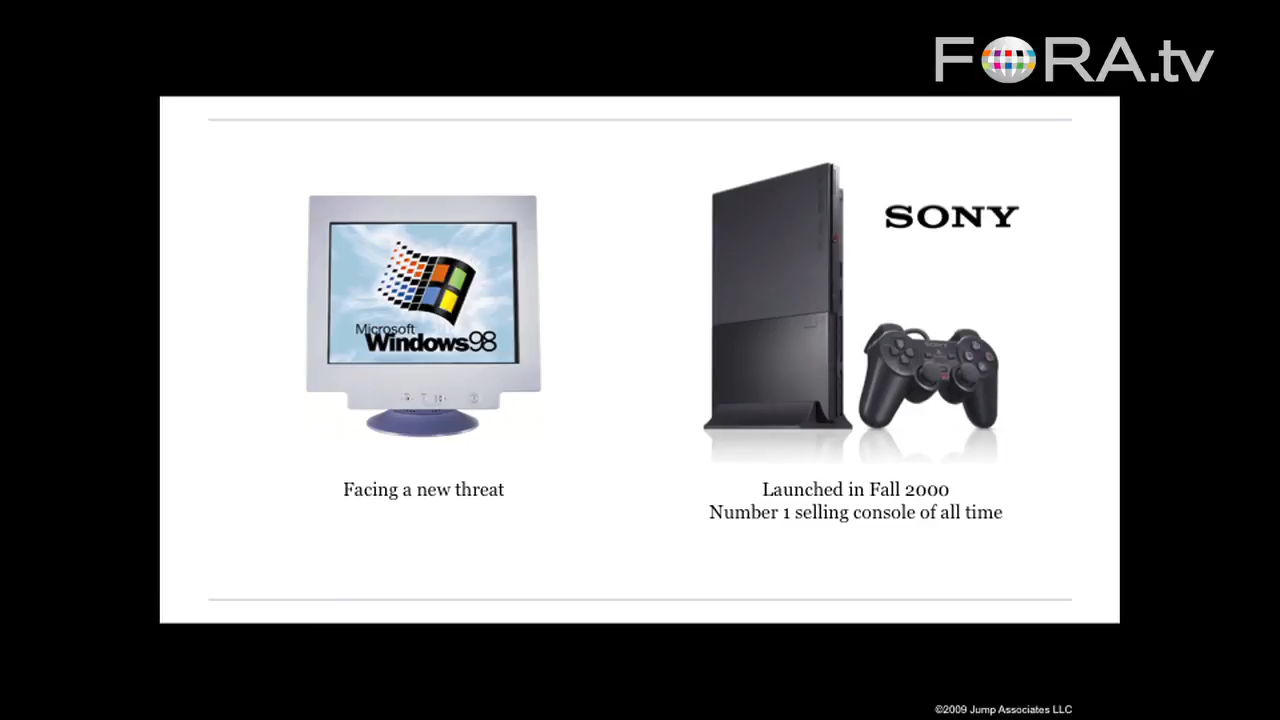 FORA.tv
SONY
Microsoft
Windows98
SONY
Facing a new threat
Launched in Fall 2000
Number 1 selling console of all time
©2009 Jump Associates LLC